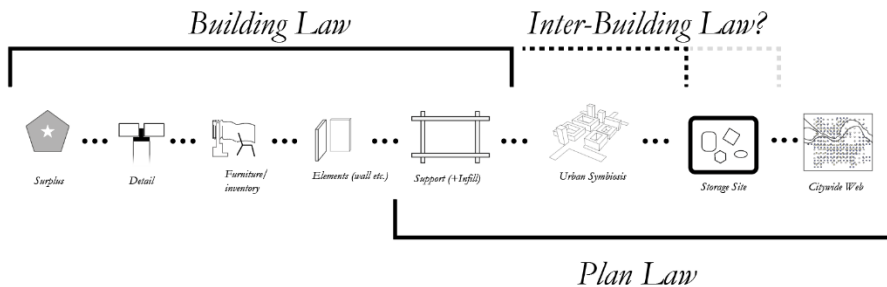 Building Law
Inter-Building Law?
Surplus
Detail
Furniture/
inventory
Elements (wall etc.)
Support (+Infill)
Urban Symbiosis
Storage Site
Citywide Web
Plan Law